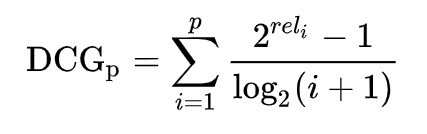 DCG_p = \sum_{i=1}^{p} \frac{2^{rel_i} - 1}{\log_2(i + 1)}